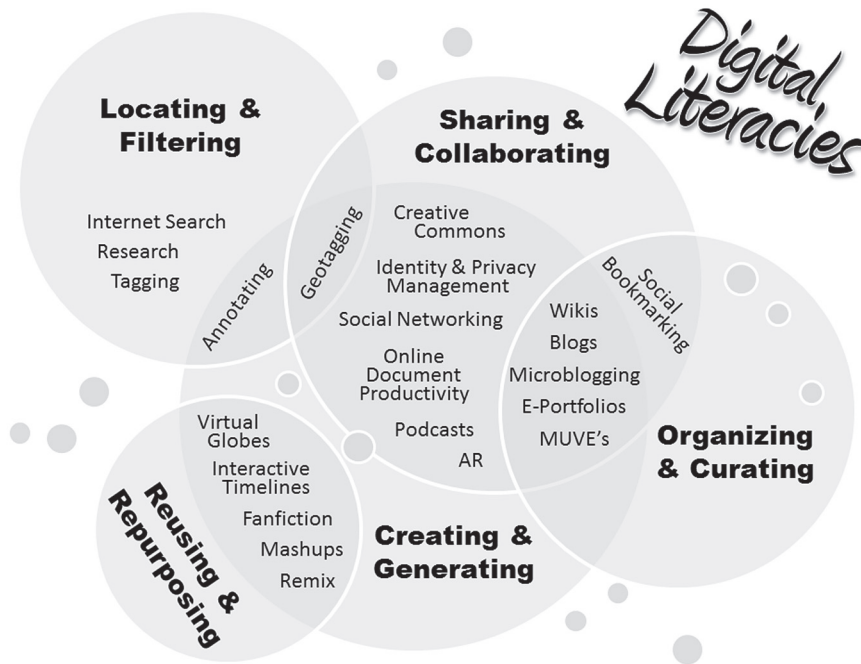 Digital
Literacies
Locating &
Filtering
Internet Search
Research
Tagging
Annotating
Geotagging
Sharing &
Collaborating
Creative
Commons
Identity & Privacy
Management
Social Networking
Online
Document
Productivity
Podcasts
AR
Social
Bookmarking
Wikis
Blogs
Microblogging
E-Portfolios
MUVE's
Organizing
& Curating
Virtual
Globes
Interactive
Timelines
Fanfiction
Mashups
Remix
Reusing &
Repurposing
Creating &
Generating